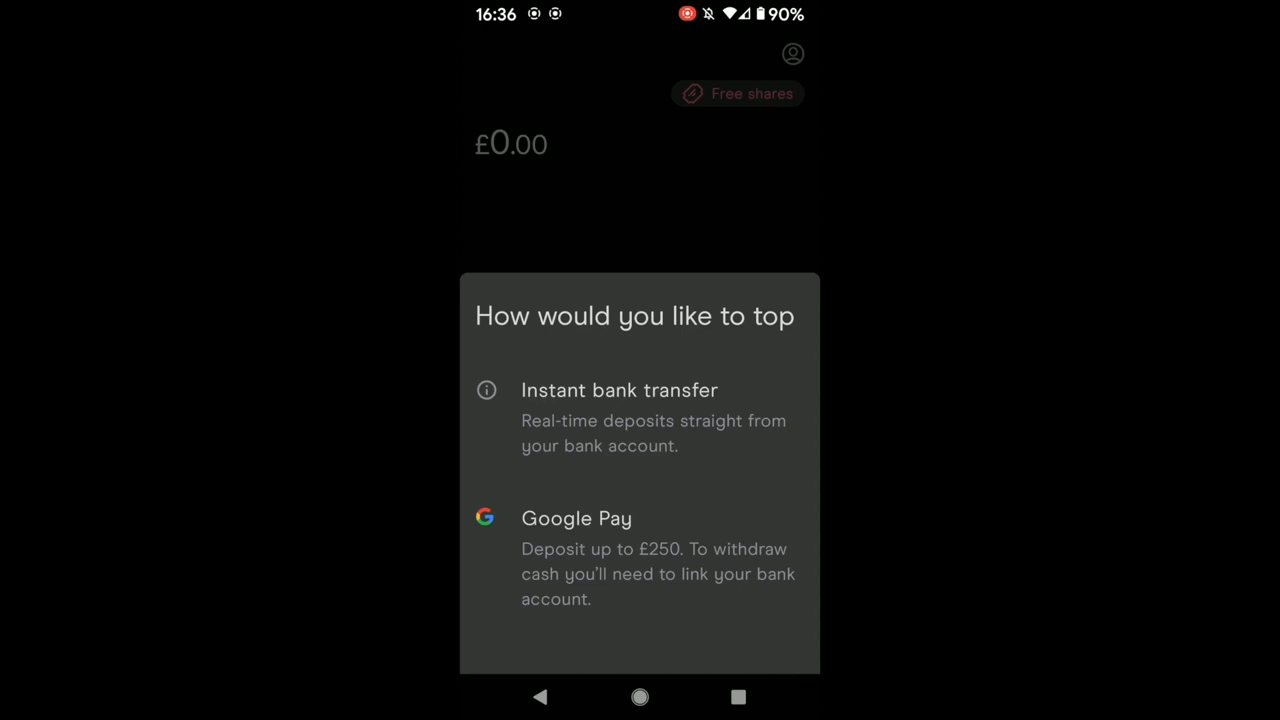 16:36
90%
Free shares
£0.00
How would you like to top
Instant bank transfer
Real-time deposits straight from
your bank account.
Google Pay
Deposit up to £250. To withdraw
cash you'll need to link your bank
account.